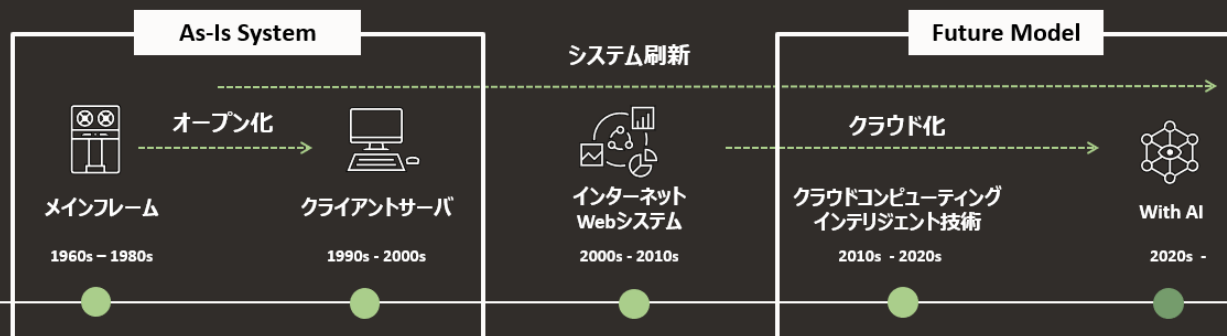 As-Is System
Future Model
システム刷新
オープン化
クラウド化
メインフレーム
クライアントサーバ
インターネット
Webシステム
クラウドコンピューティング
インテリジェント技術
With AI
1960s – 1980s
1990s - 2000s
2000s - 2010s
2010s - 2020s
2020s -